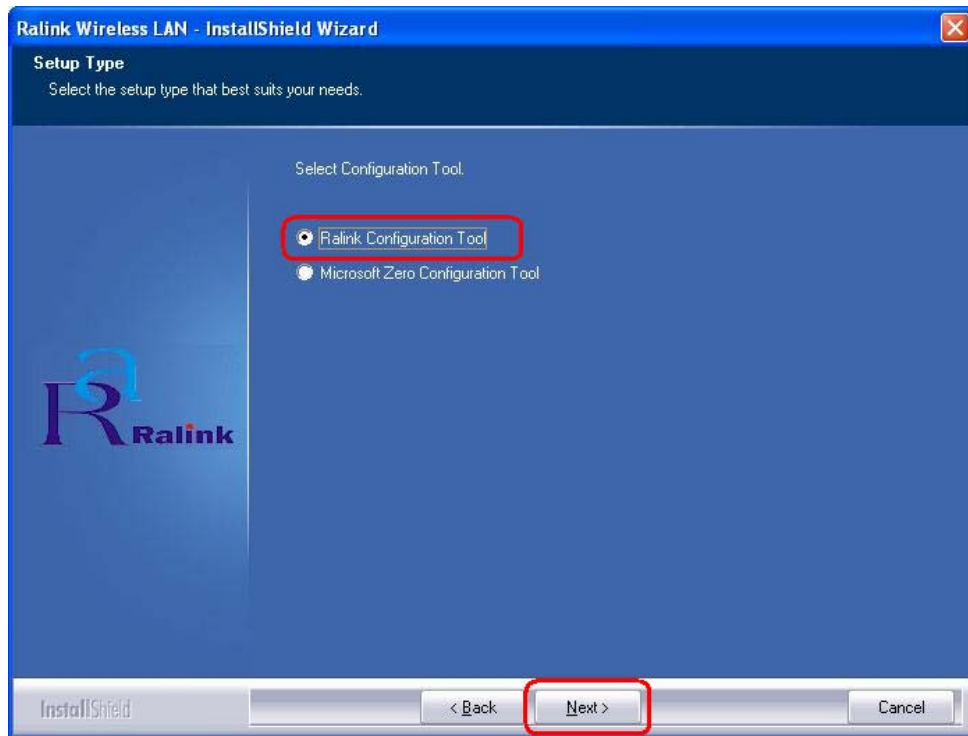 Ralink Wireless LAN - InstallShield Wizard
Setup Type
Select the setup type that best suits your needs.
Select Configuration Tool.
Ralink Configuration Tool
Microsoft Zero Configuration Tool
Ra
Ralink
InstallShield
< Back
Next >
Cancel